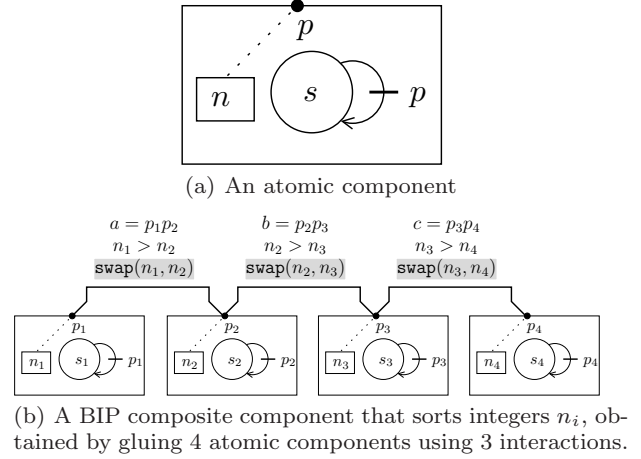 p
n
s
p
(a) An atomic component
a = p₁p₂
b = p₂p₃
c = p₃p₄
n₁ > n₂
n₂ > n₃
n₃ > n₄
swap(n₁, n₂)
swap(n₂, n₃)
swap(n₃, n₄)
p₁
p₂
p₃
p₄
n₁
s₁
p₁
n₂
s₂
p₂
n₃
s₃
p₃
n₄
s₄
p₄
(b) A BIP composite component that sorts integers nᵢ, ob-
tained by gluing 4 atomic components using 3 interactions.